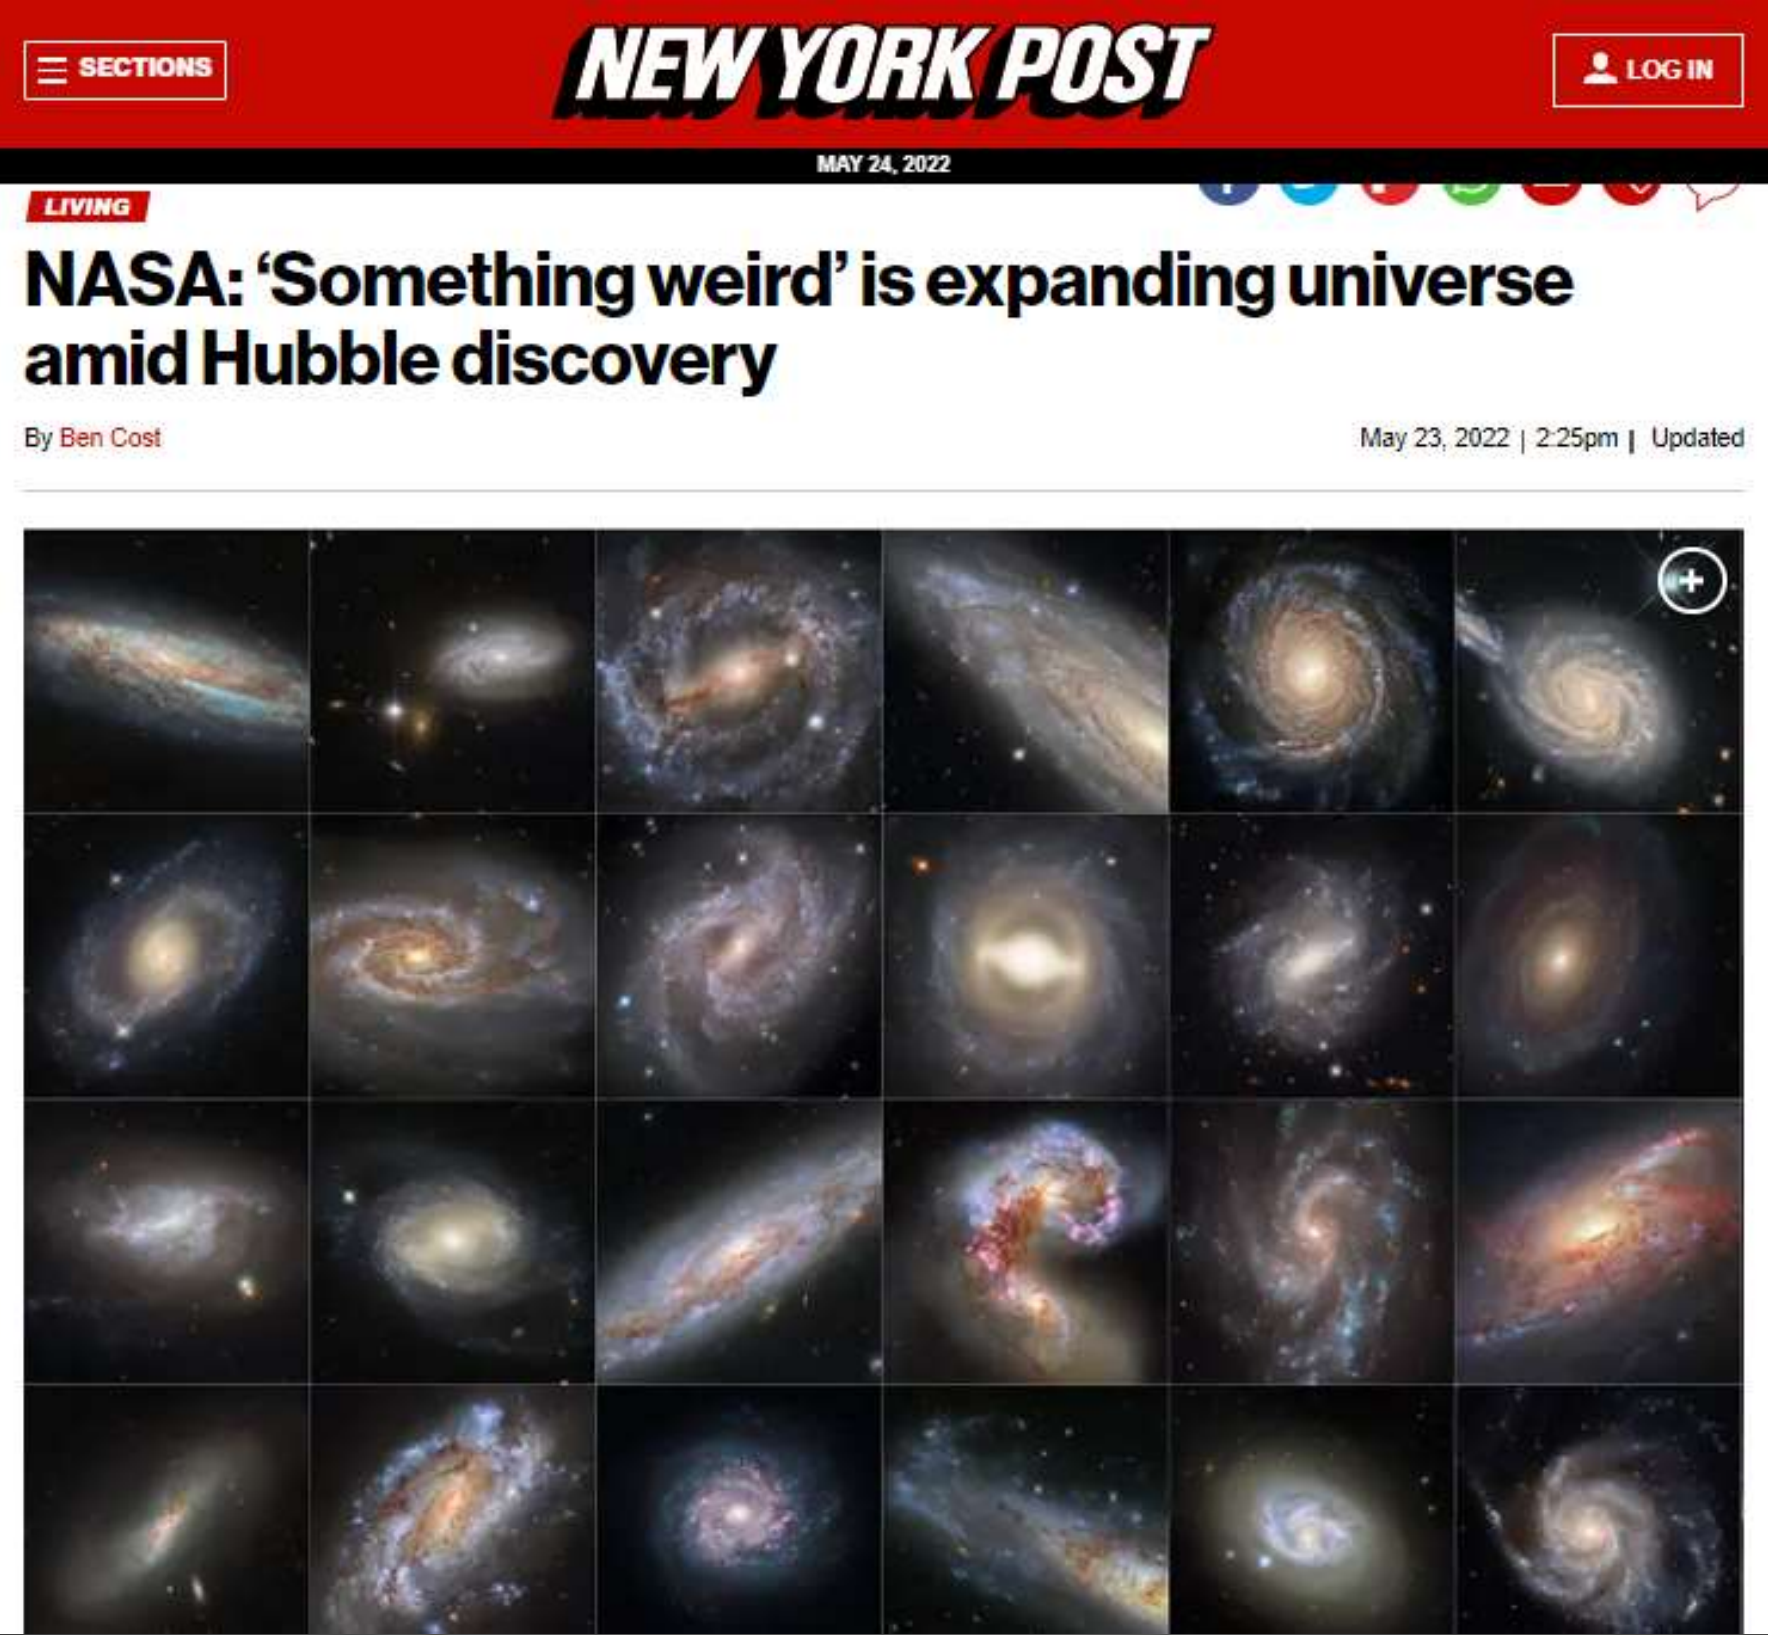 SECTIONS
NEW YORK POST
LOG IN
MAY 24, 2022
LIVING
NASA: ‘Something weird’ is expanding universe
amid Hubble discovery
By Ben Cost
May 23, 2022 | 2:25pm | Updated